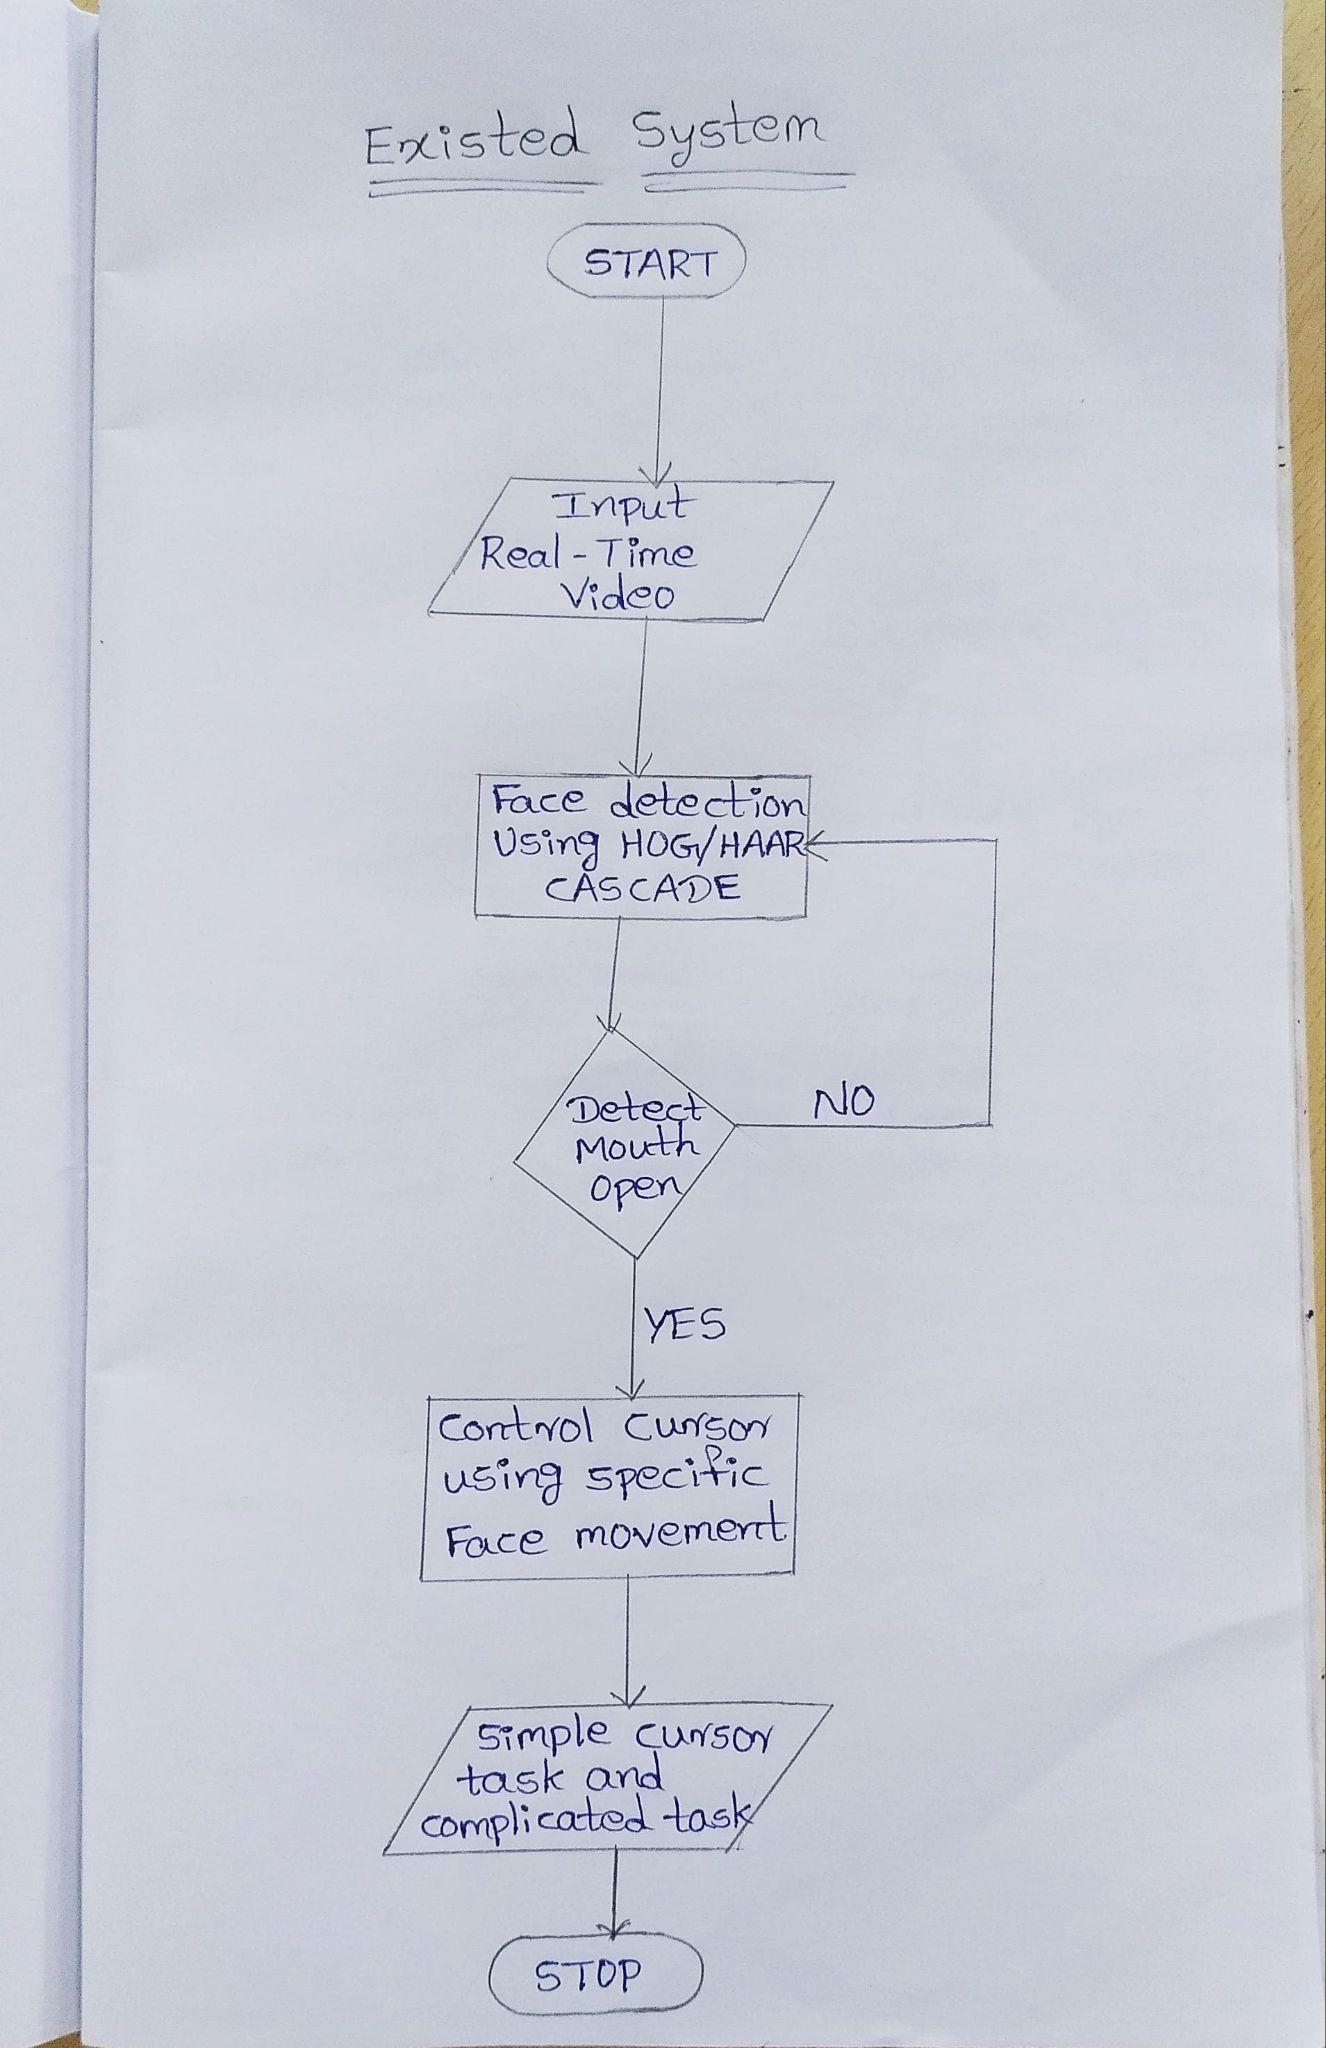 Existed System
START
Input
Real-Time
Video
Face detection
Using HOG/HAAR
CASCADE
Detect
Mouth
Open
NO
YES
Control Cursor
using specific
Face movement
Simple cursor
task and
complicated task
STOP